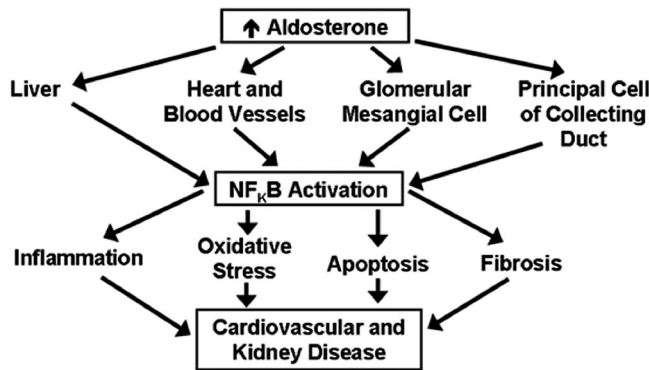 ↑ Aldosterone
Liver
Heart and
Blood Vessels
Glomerular
Mesangial Cell
Principal Cell
of Collecting
Duct
NFKB Activation
Inflammation
Oxidative
Stress
Apoptosis
Fibrosis
Cardiovascular and
Kidney Disease